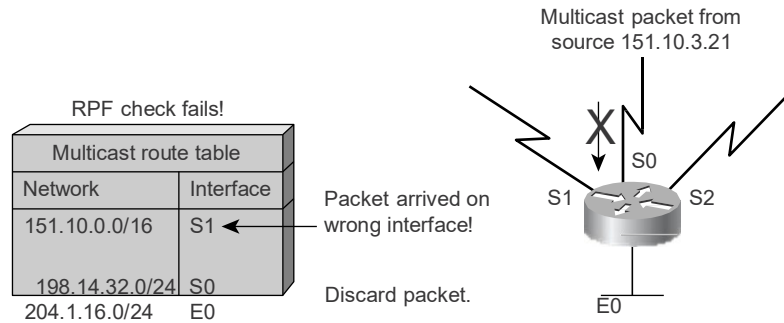 Multicast packet from
source 151.10.3.21
RPF check fails!
Multicast route table
Network Interface
151.10.0.0/16 S1
198.14.32.0/24 S0
204.1.16.0/24 E0
Packet arrived on
wrong interface!
Discard packet.
X
S0
S1
S2
E0